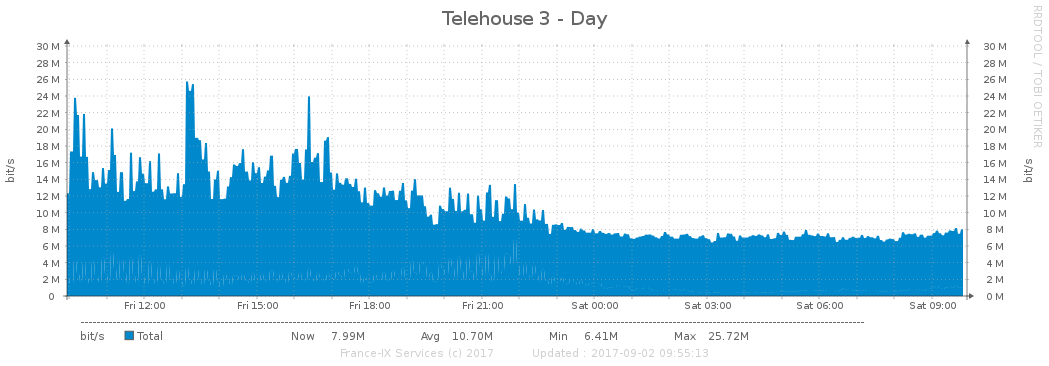 Telehouse 3 - Day
RRDTOOL / TOBI OETIKER
bit/s
bit/s
30 M 30 M
28 M 28 M
26 M 26 M
24 M 24 M
22 M 22 M
20 M 20 M
18 M 18 M
16 M 16 M
14 M 14 M
12 M 12 M
10 M 10 M
8 M 8 M
6 M 6 M
4 M 4 M
2 M 2 M
0 0 M
Fri 12:00 Fri 15:00 Fri 18:00 Fri 21:00 Sat 00:00 Sat 03:00 Sat 06:00 Sat 09:00
bit/s Total Now 7.99M Avg 10.70M Min 6.41M Max 25.72M
France-IX Services (c) 2017 Updated : 2017-09-02 09:55:13